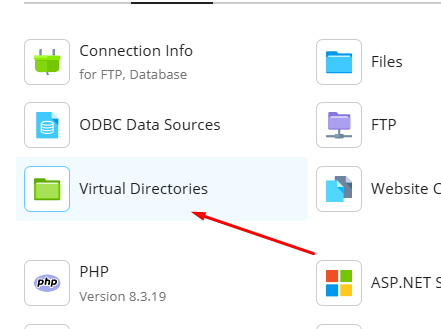 Connection Info
for FTP, Database
Files
ODBC Data Sources
FTP
Virtual Directories
Website C
php
PHP
Version 8.3.19
ASP.NET S